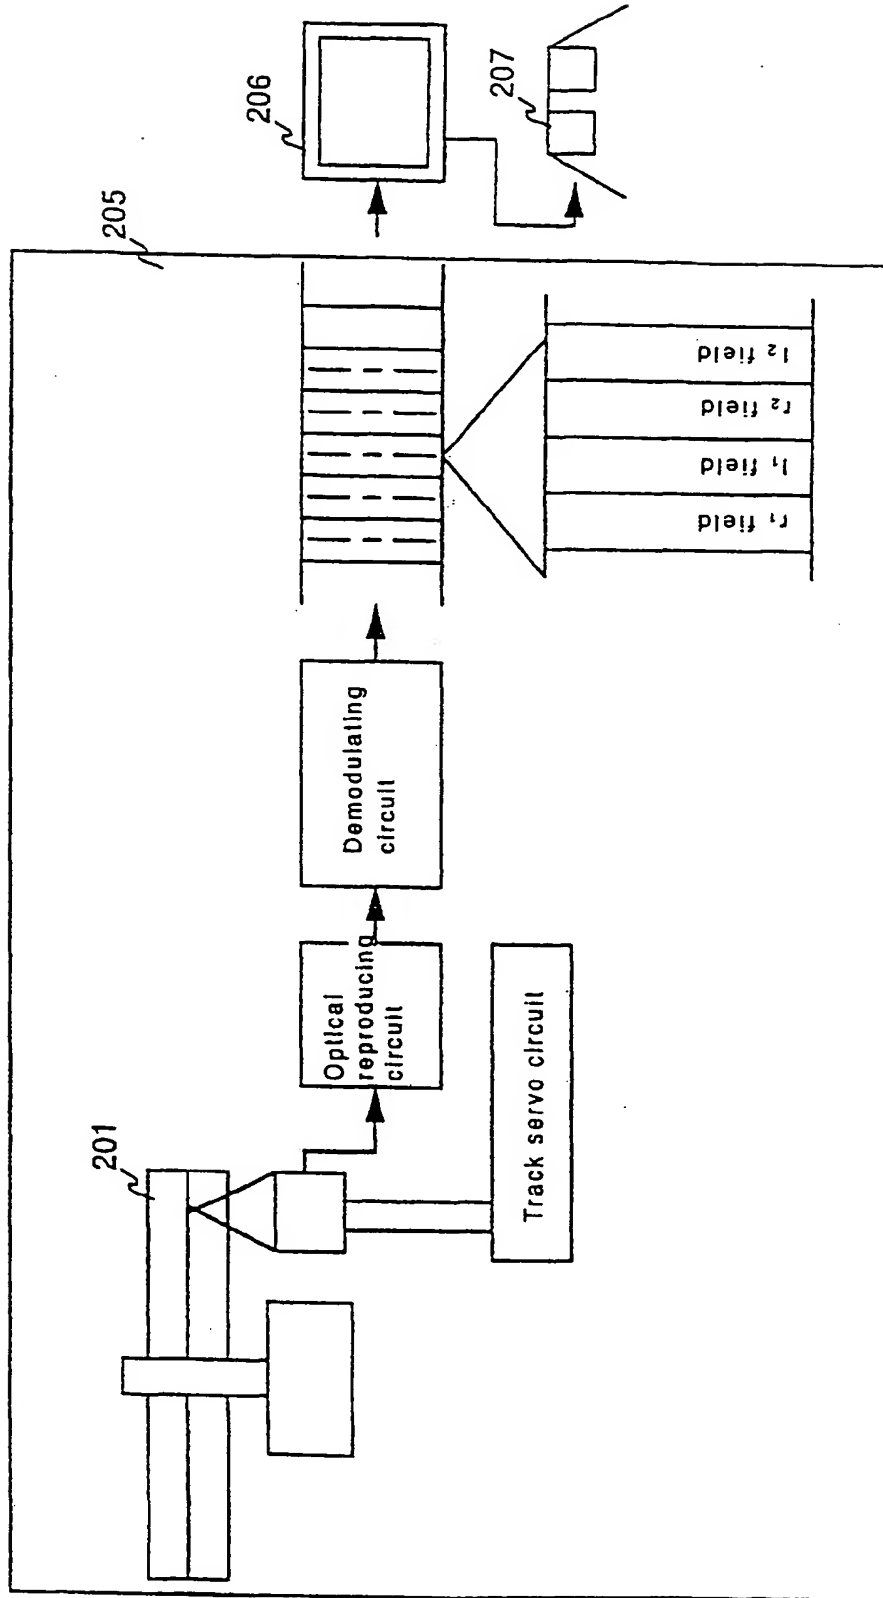 201
205
206
207
Optical
reproducing
circuit
Demodulating
circuit
Track servo circuit
r₁ field
l₁ field
r₂ field
l₂ field